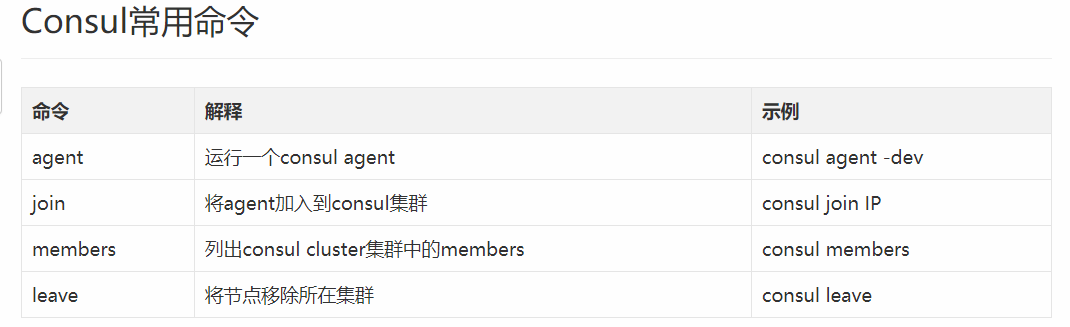 Consul常用命令
命令 解释 示例
agent 运行一个consul agent consul agent -dev
join 将agent加入到consul集群 consul join IP
members 列出consul cluster集群中的members consul members
leave 将节点移除所在集群 consul leave